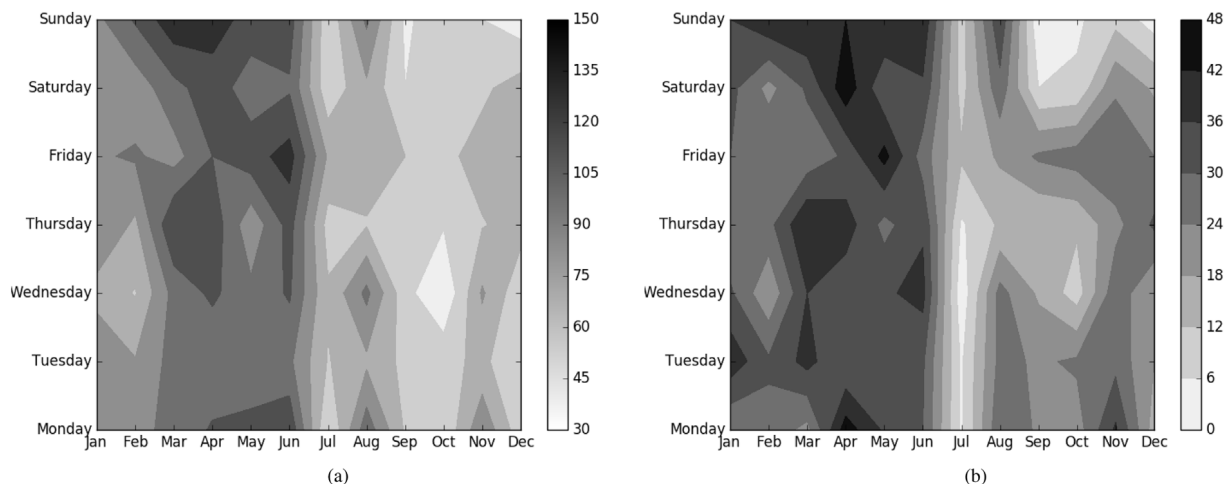 Sunday
Saturday
Friday
Thursday
Wednesday
Tuesday
Monday
Jan Feb Mar Apr May Jun Jul Aug Sep Oct Nov Dec
150
135
120
105
90
75
60
45
30
(a)
Sunday
Saturday
Friday
Thursday
Wednesday
Tuesday
Monday
Jan Feb Mar Apr May Jun Jul Aug Sep Oct Nov Dec
48
42
36
30
24
18
12
6
0
(b)